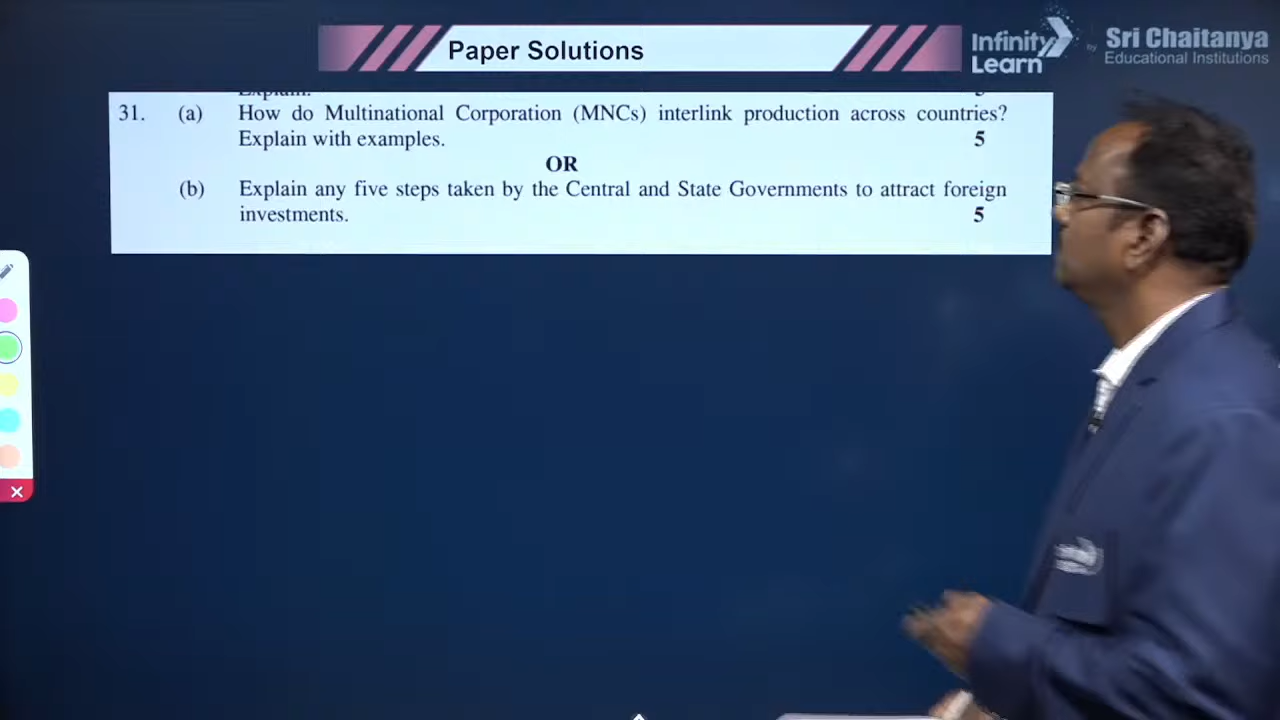 Paper Solutions
Infinity Learn by Sri Chaitanya Educational Institutions
Explain. 5
31. (a) How do Multinational Corporation (MNCs) interlink production across countries?
Explain with examples. 5
OR
(b) Explain any five steps taken by the Central and State Governments to attract foreign
investments. 5